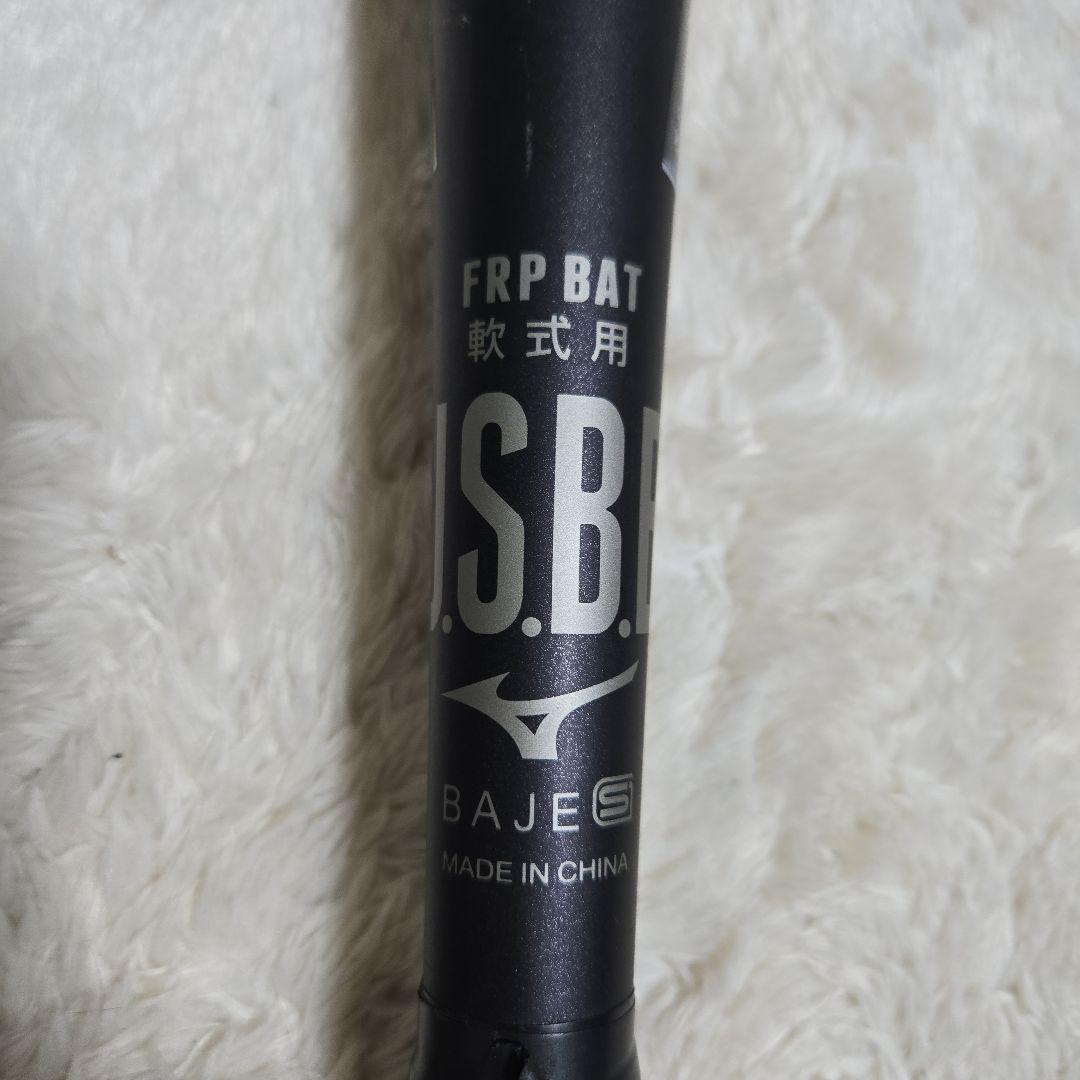 FRP BAT
軟式用
J.S.B.B
BAJE S
MADE IN CHINA